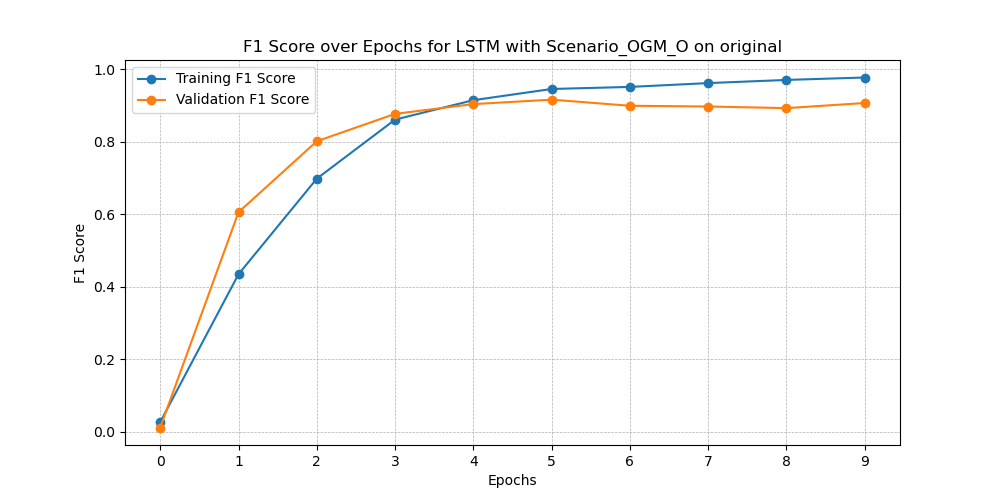 F1 Score over Epochs for LSTM with Scenario_OGM_O on original
Training F1 Score
Validation F1 Score
1.0
0.8
0.6
0.4
0.2
0.0
F1 Score
0 1 2 3 4 5 6 7 8 9
Epochs